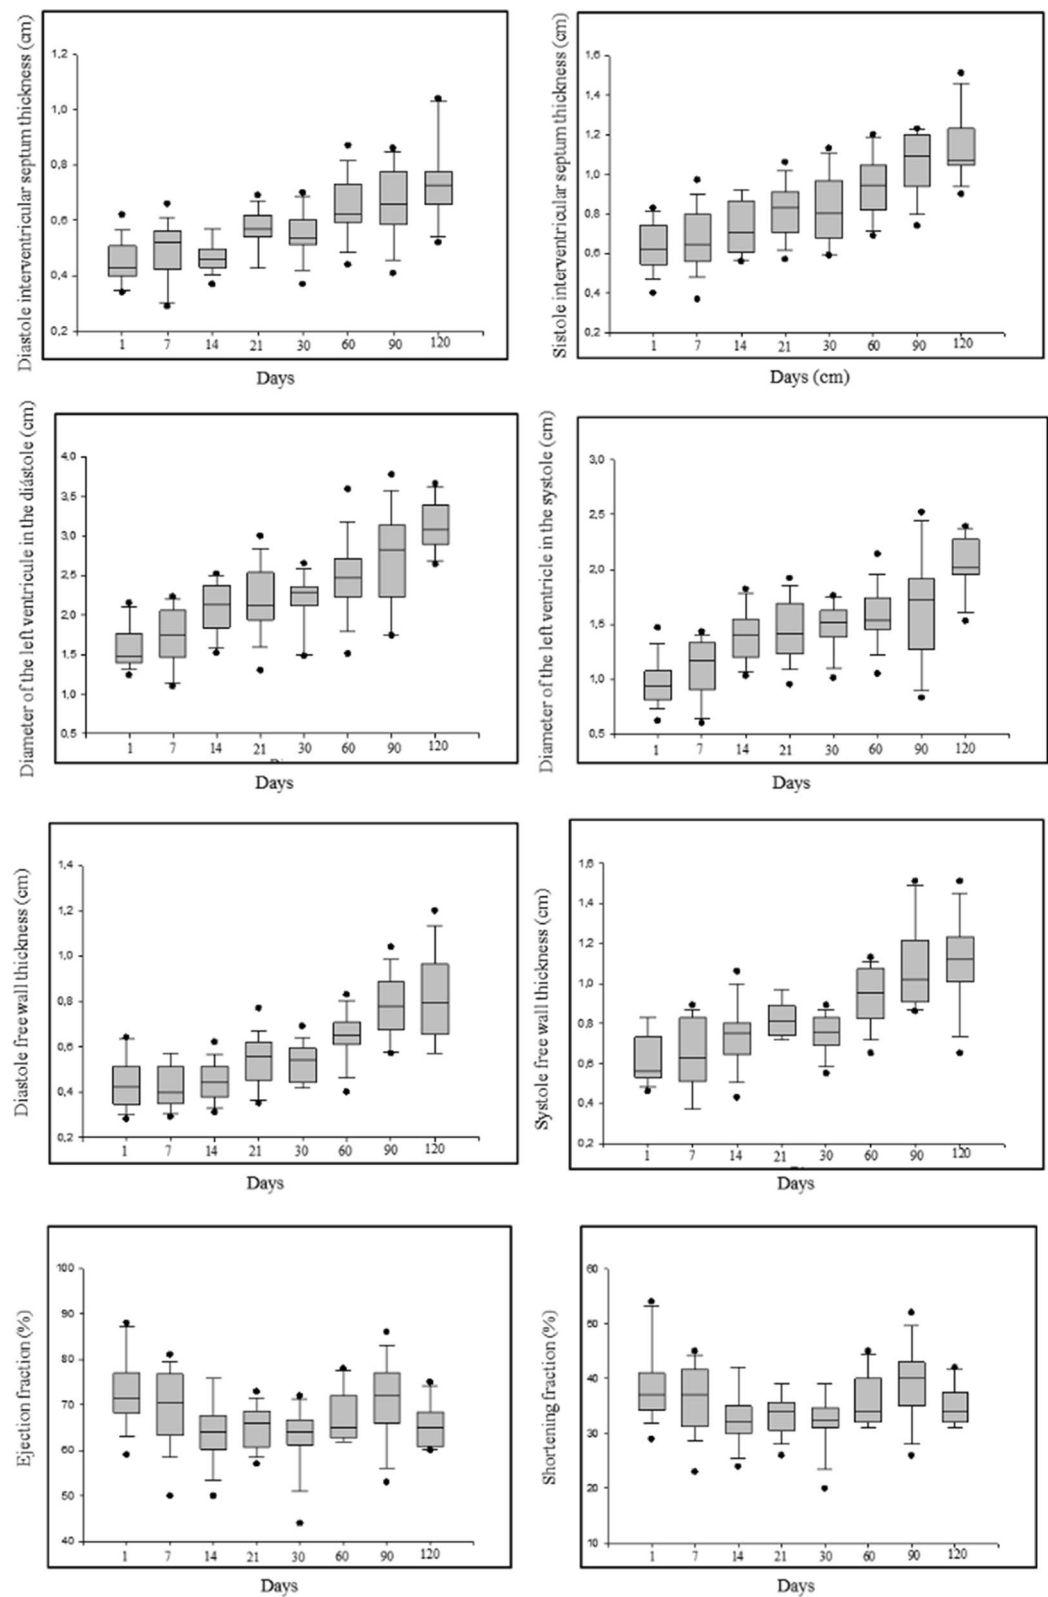 Diastole interventricular septum thickness (cm)
1,2
1,0
0,8
0,6
0,4
0,2
1 7 14 21 30 60 90 120
Days
Sistole interventricular septum thickness (cm)
1,6
1,4
1,2
1,0
0,8
0,6
0,4
0,2
1 7 14 21 30 60 90 120
Days (cm)
Diameter of the left ventricule in the diástole (cm)
4,0
3,5
3,0
2,5
2,0
1,5
1,0
0,5
1 7 14 21 30 60 90 120
Days
Diameter of the left ventricle in the systole (cm)
3,0
2,5
2,0
1,5
1,0
0,5
1 7 14 21 30 60 90 120
Days
Diastole free wall thickness (cm)
1,4
1,2
1,0
0,8
0,6
0,4
0,2
1 7 14 21 30 60 90 120
Days
Systole free wall thickness (cm)
1,6
1,4
1,2
1,0
0,8
0,6
0,4
0,2
1 7 14 21 30 60 90 120
Days
Ejection fraction (%)
100
90
80
70
60
50
40
1 7 14 21 30 60 90 120
Days
Shortening fraction (%)
60
50
40
30
20
10
1 7 14 21 30 60 90 120
Days